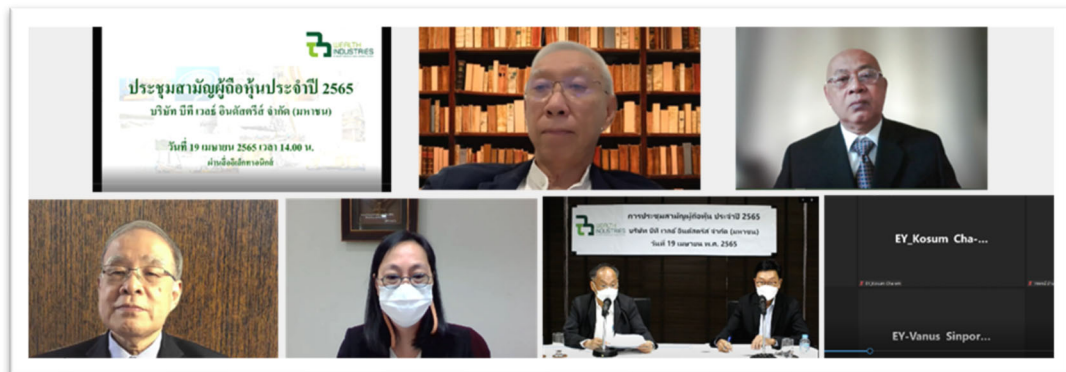 WEALTH
INDUSTRIES
ประชุมสามัญผู้ถือหุ้นประจำปี 2565
บริษัท บีที เวลธ์ อินดัสตรีส์ จำกัด (มหาชน)
วันที่ 19 เมษายน 2565 เวลา 14.00 น.
ผ่านสื่ออิเล็กทรอนิกส์
WEALTH
INDUSTRIES
การประชุมสามัญผู้ถือหุ้น ประจำปี 2565
บริษัท บีที เวลธ์ อินดัสตรีส์ จำกัด (มหาชน)
วันที่ 19 เมษายน พ.ศ. 2565
EY_Kosum Cha-...
EY-Vanus Sinpor...